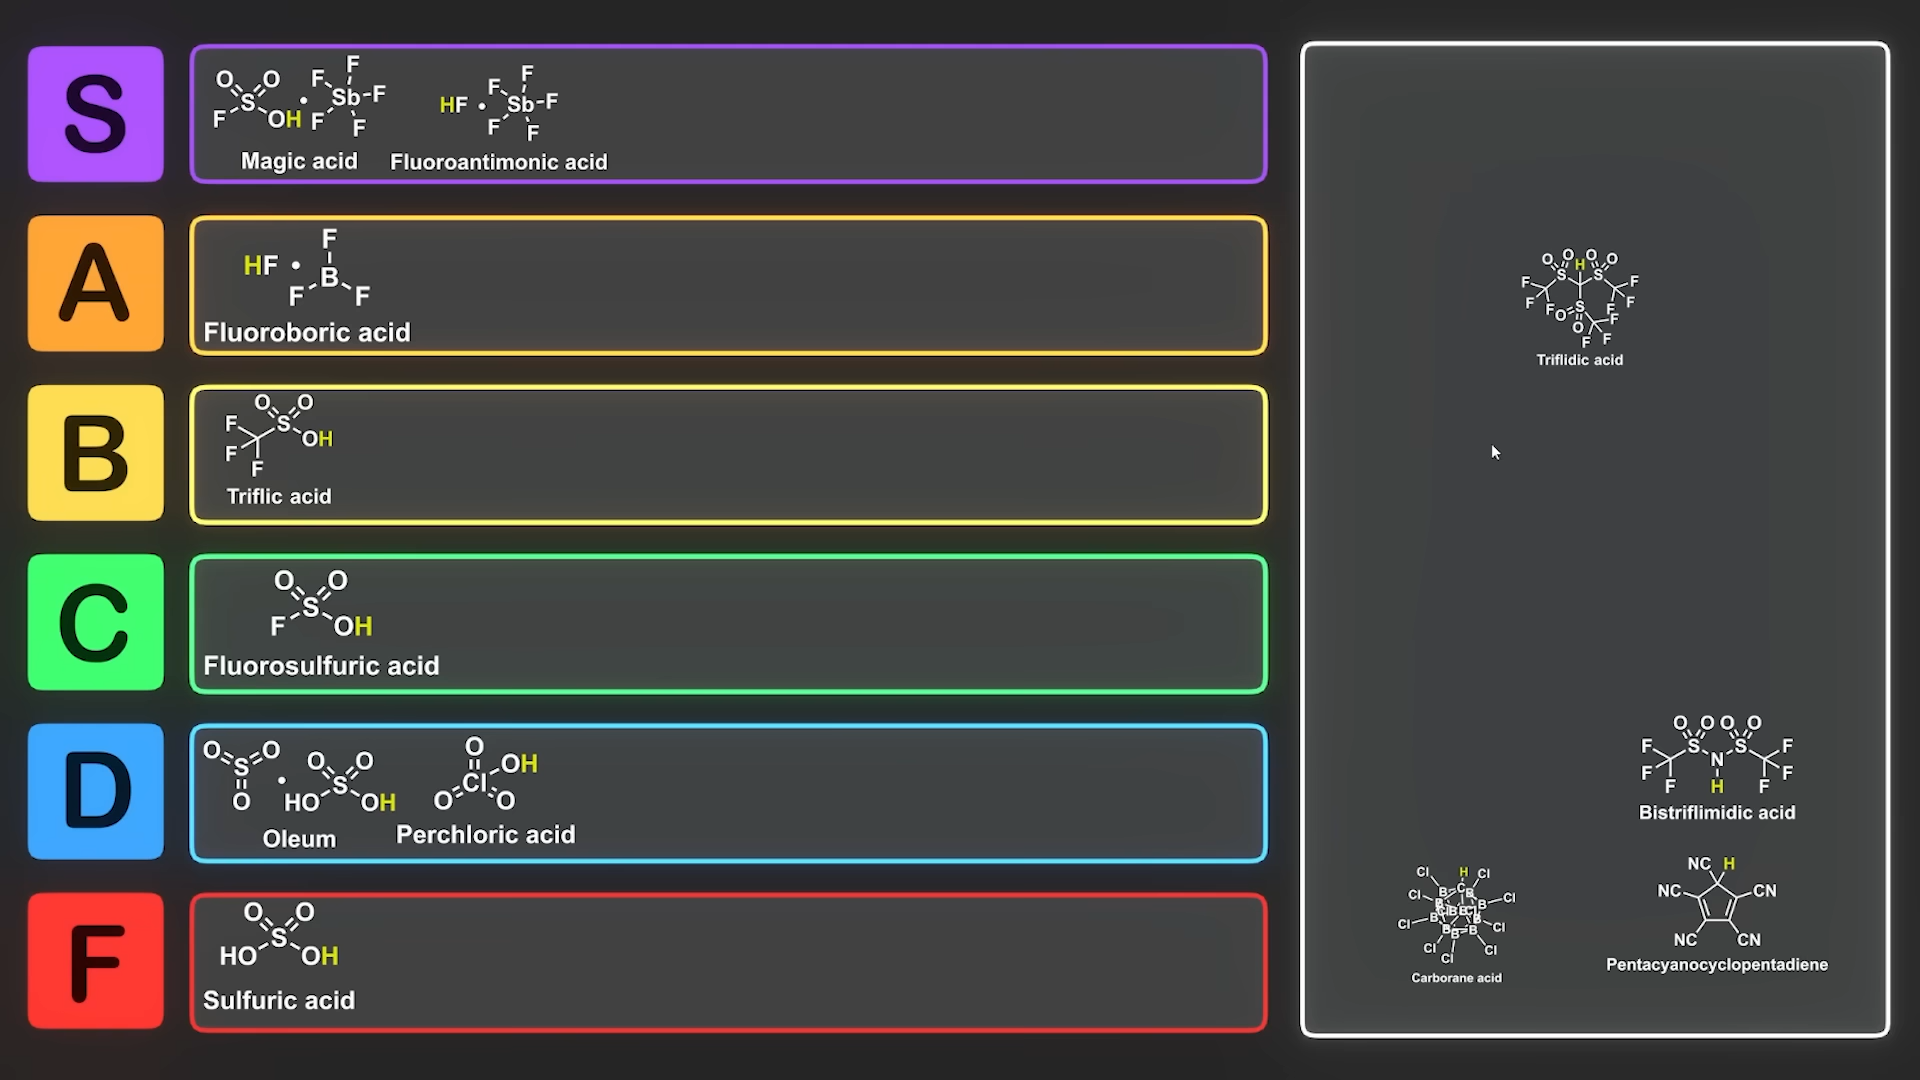 S
Magic acid
Fluoroantimonic acid
A
Fluoroboric acid
B
Triflic acid
C
Fluorosulfuric acid
D
Oleum
Perchloric acid
F
Sulfuric acid
Triflidic acid
Bistriflimidic acid
Carborane acid
Pentacyanocyclopentadiene